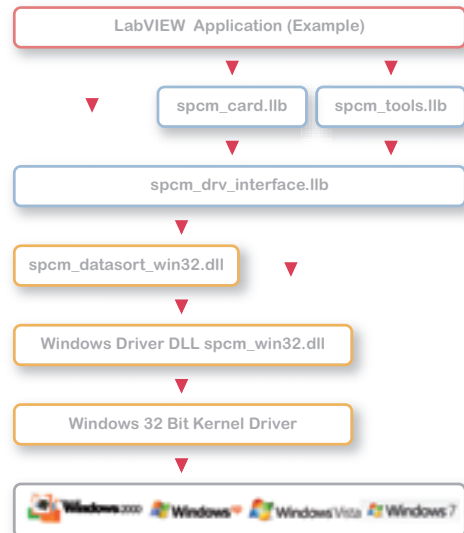 LabVIEW Application (Example)
spcm_card.llb
spcm_tools.llb
spcm_drv_interface.llb
spcm_datasort_win32.dll
Windows Driver DLL spcm_win32.dll
Windows 32 Bit Kernel Driver
Windows 2000 Windows xp Windows Vista Windows 7